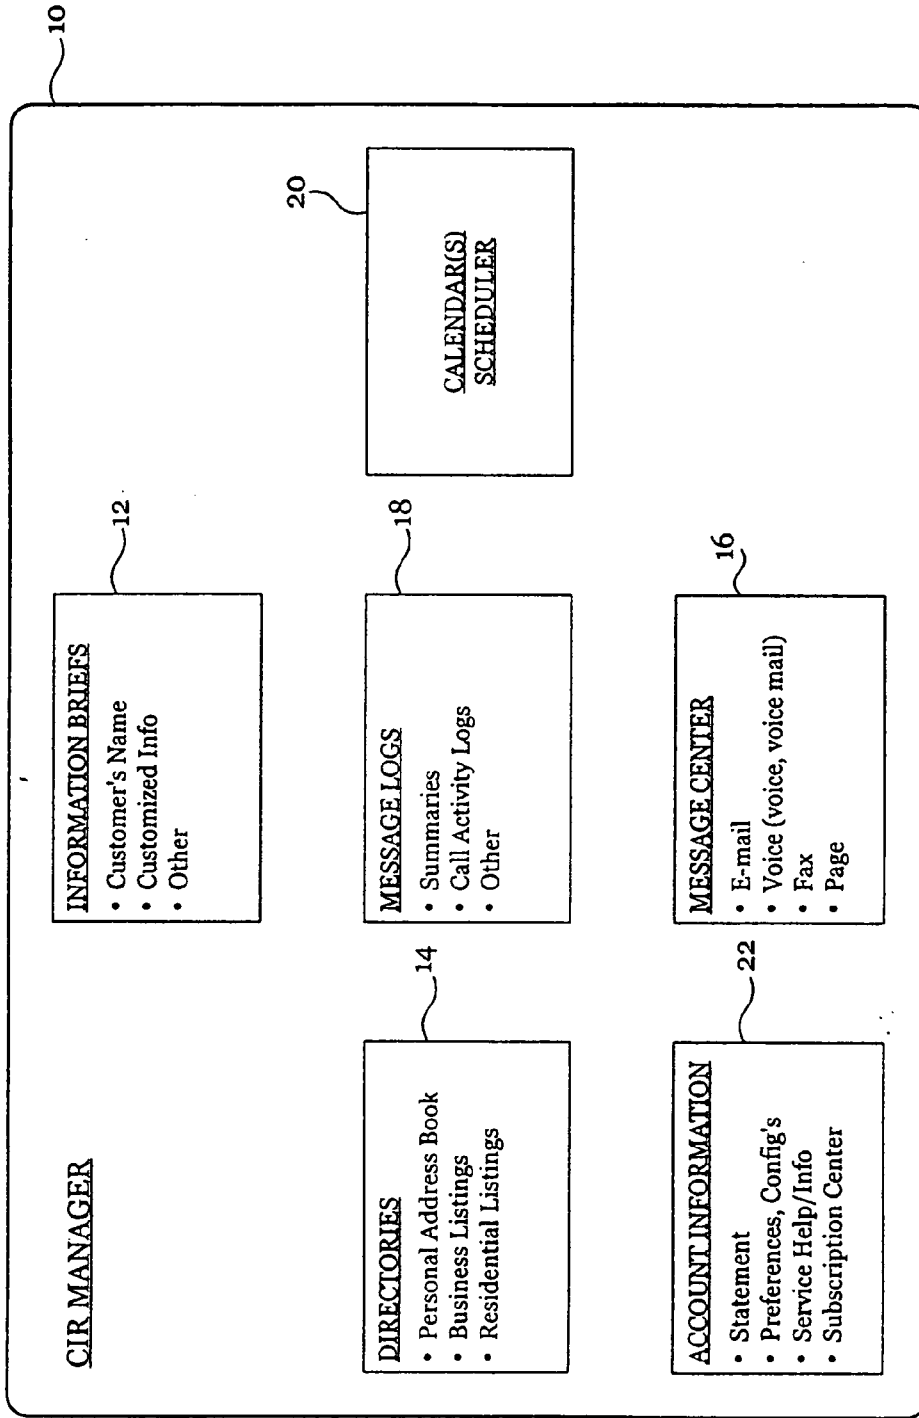 CIR MANAGER
10
INFORMATION BRIEFS
• Customer's Name
• Customized Info
• Other
12
DIRECTORIES
• Personal Address Book
• Business Listings
• Residential Listings
14
MESSAGE LOGS
• Summaries
• Call Activity Logs
• Other
18
CALENDAR(S)
SCHEDULER
20
ACCOUNT INFORMATION
• Statement
• Preferences, Config's
• Service Help/Info
• Subscription Center
22
MESSAGE CENTER
• E-mail
• Voice (voice, voice mail)
• Fax
• Page
16